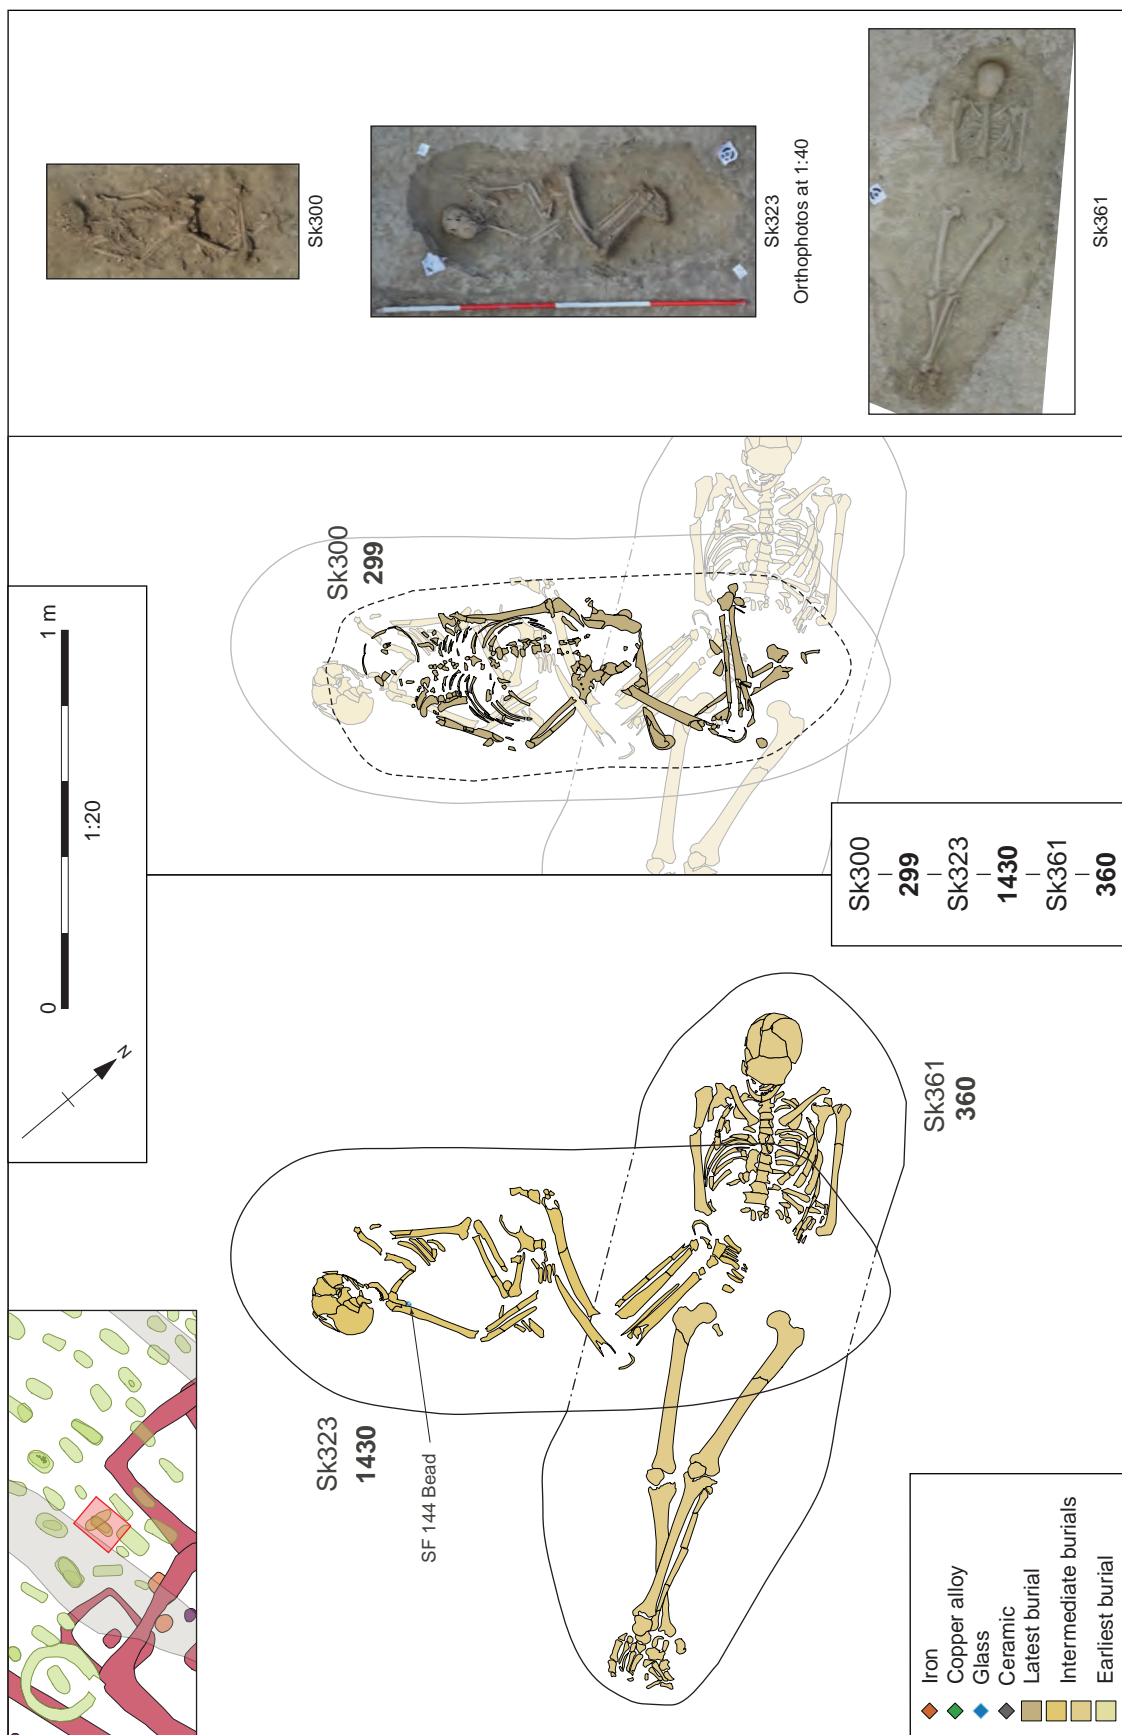 Sk300
Sk323
Orthophotos at 1:40
Sk361
Sk300
299
0
1 m
1:20
N
Sk300
299
Sk323
1430
Sk361
360
Sk323
1430
SF 144 Bead
Sk361
360
Iron
Copper alloy
Glass
Ceramic
Latest burial
Intermediate burials
Earliest burial